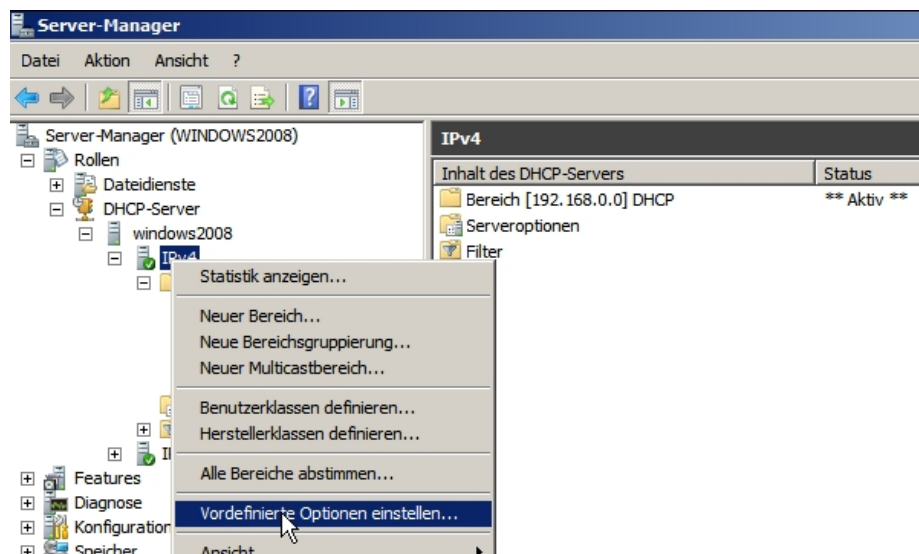 Server-Manager
Datei Aktion Ansicht ?
Server-Manager (WINDOWS2008)
Rollen
Dateidienste
DHCP-Server
windows2008
IPv4
Features
Diagnose
Konfiguration
Speicher
Statistik anzeigen...
Neuer Bereich...
Neue Bereichsgruppierung...
Neuer Multicastbereich...
Benutzerklassen definieren...
Herstellerklassen definieren...
Alle Bereiche abstimmen...
Vordefinierte Optionen einstellen...
Ansicht
IPv4
Inhalt des DHCP-Servers Status
Bereich [192.168.0.0] DHCP ** Aktiv **
Serveroptionen
Filter